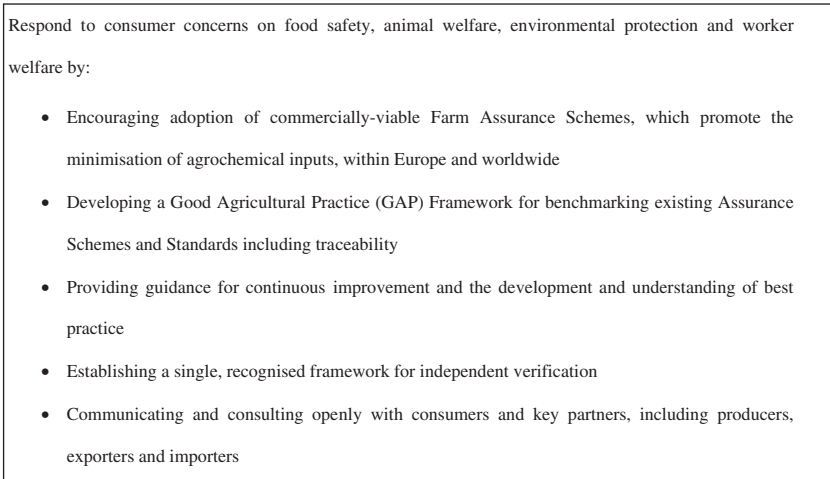 Respond to consumer concerns on food safety, animal welfare, environmental protection and worker
welfare by:
• Encouraging adoption of commercially-viable Farm Assurance Schemes, which promote the
minimisation of agrochemical inputs, within Europe and worldwide
• Developing a Good Agricultural Practice (GAP) Framework for benchmarking existing Assurance
Schemes and Standards including traceability
• Providing guidance for continuous improvement and the development and understanding of best
practice
• Establishing a single, recognised framework for independent verification
• Communicating and consulting openly with consumers and key partners, including producers,
exporters and importers